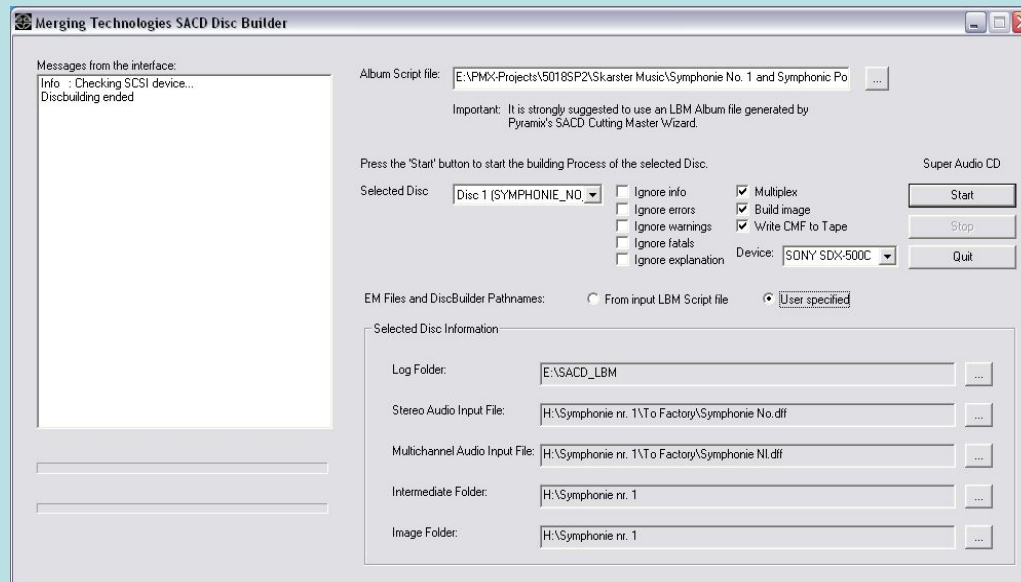 Merging Technologies SACD Disc Builder
Messages from the interface:
Info : Checking SCSI device...
Discbuilding ended
Album Script file:
E:\PMX-Projects\5018SP2\Skarster Music\Symphonie No. 1 and Symphonic Po
...
Important: It is strongly suggested to use an LBM Album file generated by
Pyramix's SACD Cutting Master Wizard.
Press the 'Start' button to start the building Process of the selected Disc.
Super Audio CD
Selected Disc
Disc 1 (SYMPHONIE_NO_
Ignore info
Ignore errors
Ignore warnings
Ignore fatals
Ignore explanation
Multiplex
Build image
Write CMF to Tape
Device: SONY SDX-500C
Start
Stop
Quit
EM Files and DiscBuilder Pathnames:
From input LBM Script file
User specified
Selected Disc Information
Log Folder:
E:\SACD_LBM
...
Stereo Audio Input File:
H:\Symphonie nr. 1\To Factory\Symphonie No.dff
...
Multichannel Audio Input File:
H:\Symphonie nr. 1\To Factory\Symphonie NI.dff
...
Intermediate Folder:
H:\Symphonie nr. 1
...
Image Folder:
H:\Symphonie nr. 1
...